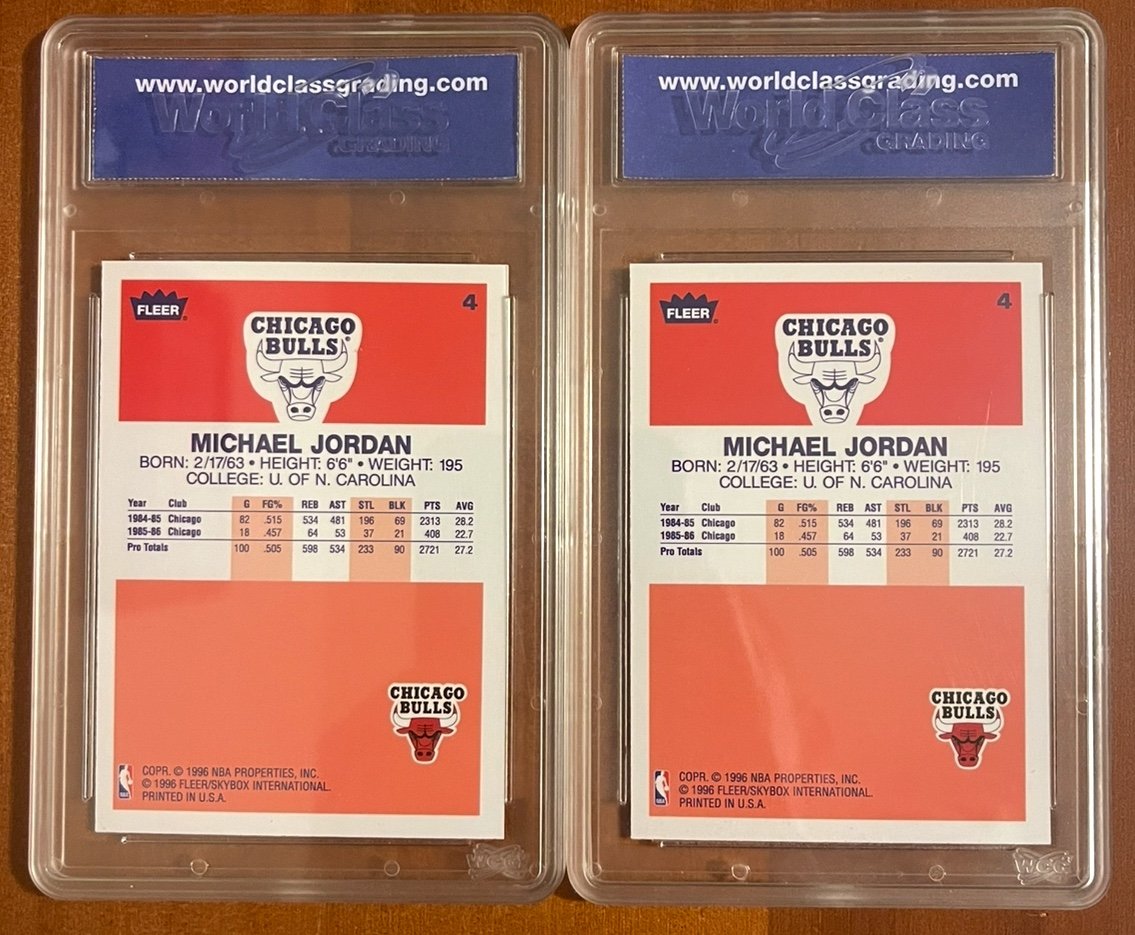 www.worldclassgrading.com
World Class
GRADING
FLEER
4
CHICAGO
BULLS
MICHAEL JORDAN
BORN: 2/17/63 • HEIGHT: 6'6" • WEIGHT: 195
COLLEGE: U. OF N. CAROLINA
Year Club G FG% REB AST STL BLK PTS AVG
1984-85 Chicago 82 .515 534 481 196 69 2313 28.2
1985-86 Chicago 18 .457 64 53 37 21 408 22.7
Pro Totals 100 .505 598 534 233 90 2721 27.2
CHICAGO
BULLS
COPR. © 1996 NBA PROPERTIES, INC.
© 1996 FLEER/SKYBOX INTERNATIONAL.
PRINTED IN U.S.A.
WCG
www.worldclassgrading.com
World Class
GRADING
FLEER
4
CHICAGO
BULLS
MICHAEL JORDAN
BORN: 2/17/63 • HEIGHT: 6'6" • WEIGHT: 195
COLLEGE: U. OF N. CAROLINA
Year Club G FG% REB AST STL BLK PTS AVG
1984-85 Chicago 82 .515 534 481 196 69 2313 28.2
1985-86 Chicago 18 .457 64 53 37 21 408 22.7
Pro Totals 100 .505 598 534 233 90 2721 27.2
CHICAGO
BULLS
COPR. © 1996 NBA PROPERTIES, INC.
© 1996 FLEER/SKYBOX INTERNATIONAL.
PRINTED IN U.S.A.
WCG